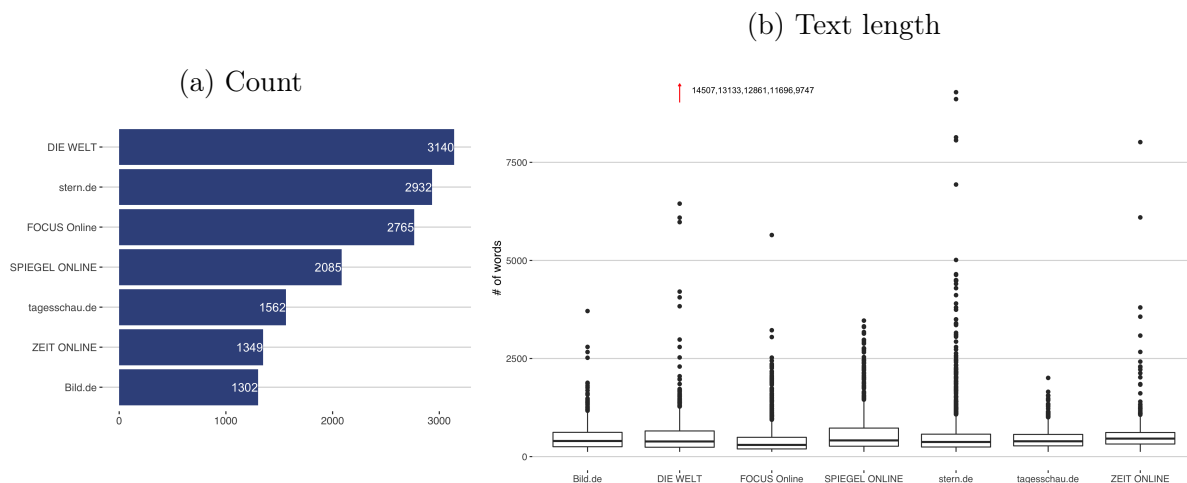 (a) Count
DIE WELT
3140
stern.de
2932
FOCUS Online
2765
SPIEGEL ONLINE
2085
tagesschau.de
1562
ZEIT ONLINE
1349
Bild.de
1302
0
1000
2000
3000
(b) Text length
14507,13133,12861,11696,9747
# of words
7500
5000
2500
0
Bild.de
DIE WELT
FOCUS Online
SPIEGEL ONLINE
stern.de
tagesschau.de
ZEIT ONLINE